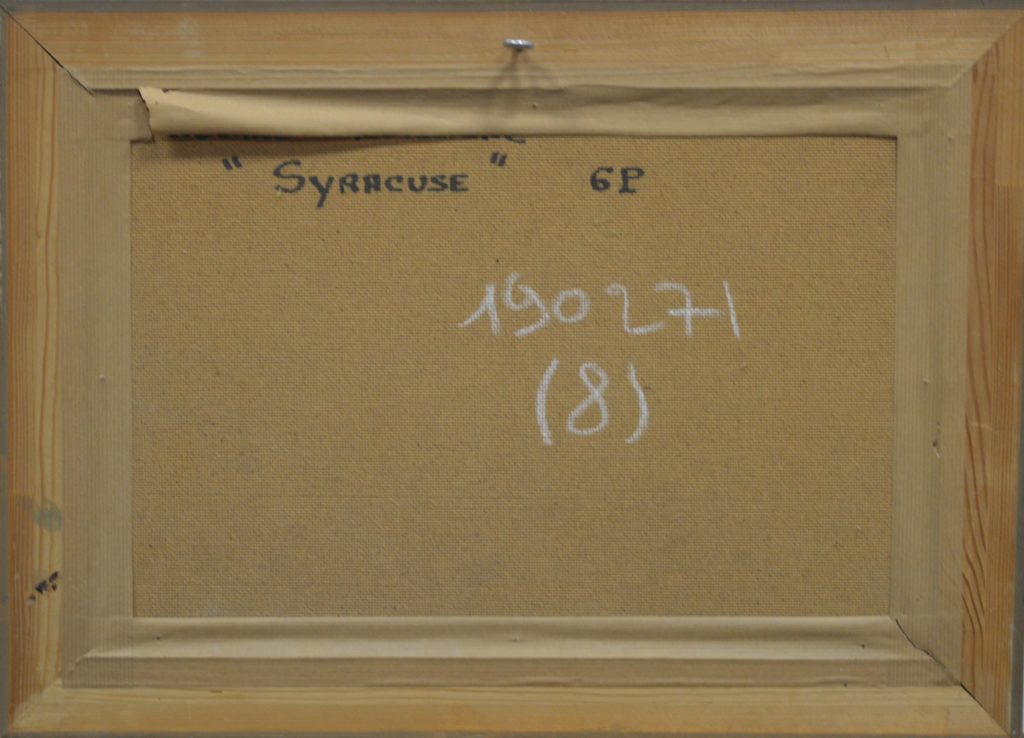 " Syracuse " 6P
190271
(8)